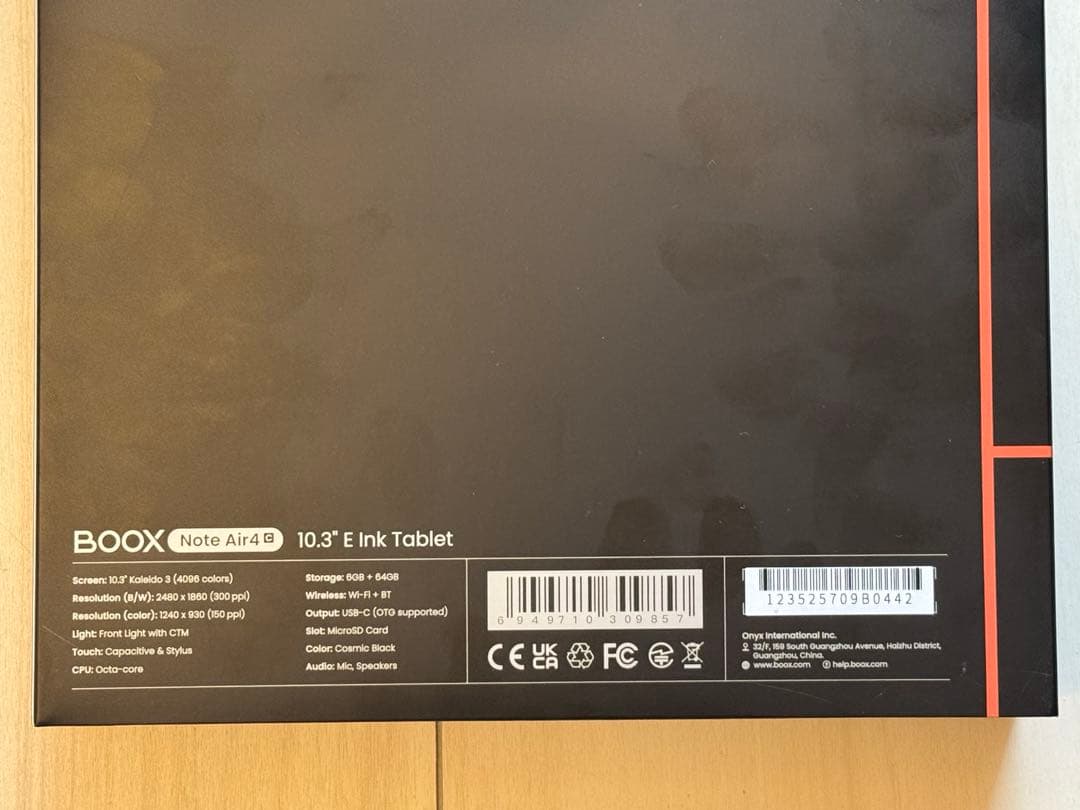 BOOX Note Air4 C 10.3" E Ink Tablet
Screen: 10.3" Kaleido 3 (4096 colors)
Resolution (B/W): 2480 x 1860 (300 ppi)
Resolution (color): 1240 x 930 (150 ppi)
Light: Front Light with CTM
Touch: Capacitive & Stylus
CPU: Octa-core
Storage: 6GB + 64GB
Wireless: Wi-Fi + BT
Output: USB-C (OTG supported)
Slot: MicroSD Card
Color: Cosmic Black
Audio: Mic, Speakers
6 949710 309857
CE UK CA FC
123525709B0442
Onyx International Inc.
32/F, 159 South Guangzhou Avenue, Haizhu District,
Guangzhou, China.
www.boox.com help.boox.com